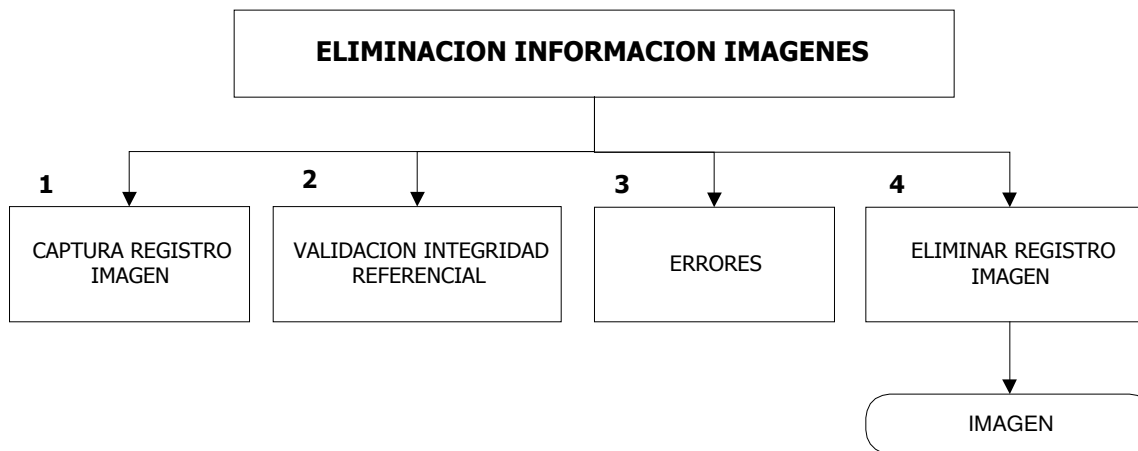 ELIMINACION INFORMACION IMAGENES
1
2
3
4
CAPTURA REGISTRO
IMAGEN
VALIDACION INTEGRIDAD
REFERENCIAL
ERRORES
ELIMINAR REGISTRO
IMAGEN
IMAGEN